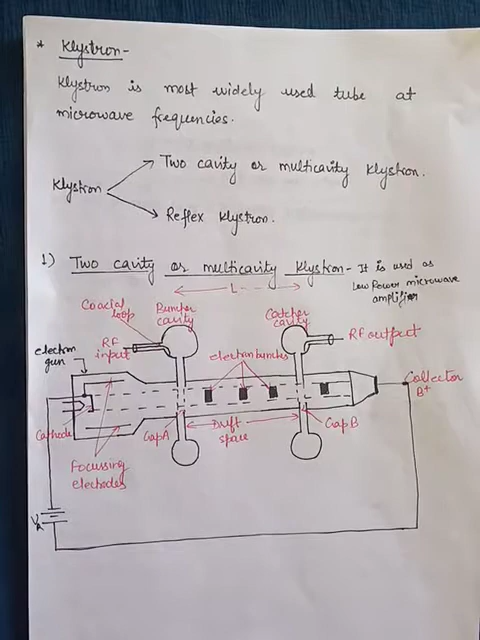 * Klystron -
Klystron is most widely used tube at
microwave frequencies.
Klystron
Two cavity or multicavity Klystron.
Reflex Klystron.
1) Two cavity or multicavity Klystron - It is used as
Low Power microwave
amplifier
L
Coacial
loop
Buncher
cavity
Catcher
cavity
RF
input
RF output
electron
gun
electron bunches
Collector
B+
Cathode
Gap A
Drift
space
Gap B
Focussing
electrodes
VA